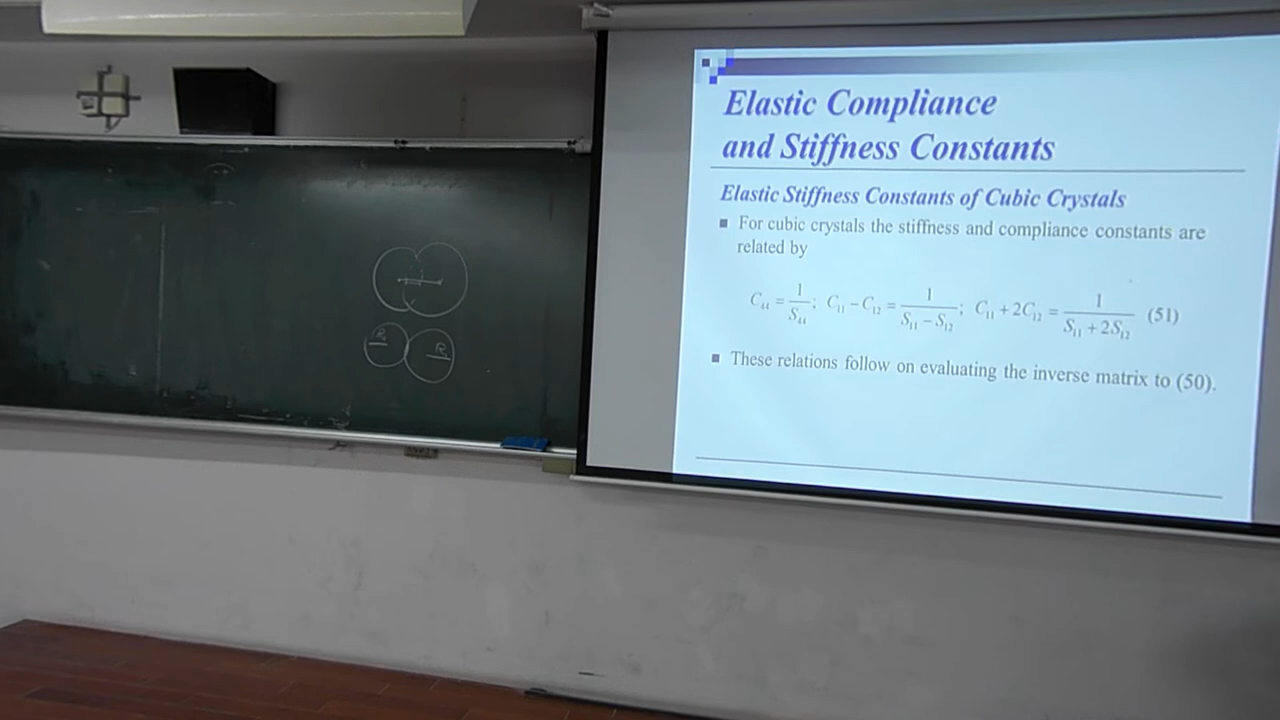 Elastic Compliance
and Stiffness Constants
Elastic Stiffness Constants of Cubic Crystals
■ For cubic crystals the stiffness and compliance constants are
related by
C₄₄ = 1/S₄₄; C₁₁ − C₁₂ = 1/(S₁₁ − S₁₂); C₁₁ + 2C₁₂ = 1/(S₁₁ + 2S₁₂) (51)
■ These relations follow on evaluating the inverse matrix to (50).